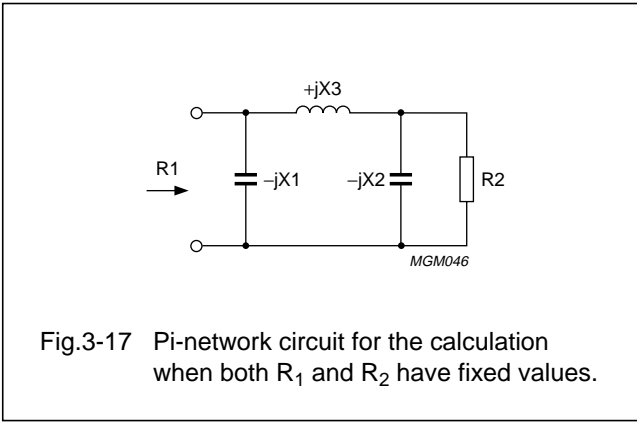 +jX3
R1
−jX1
−jX2
R2
MGM046
Fig.3-17 Pi-network circuit for the calculation
when both R₁ and R₂ have fixed values.